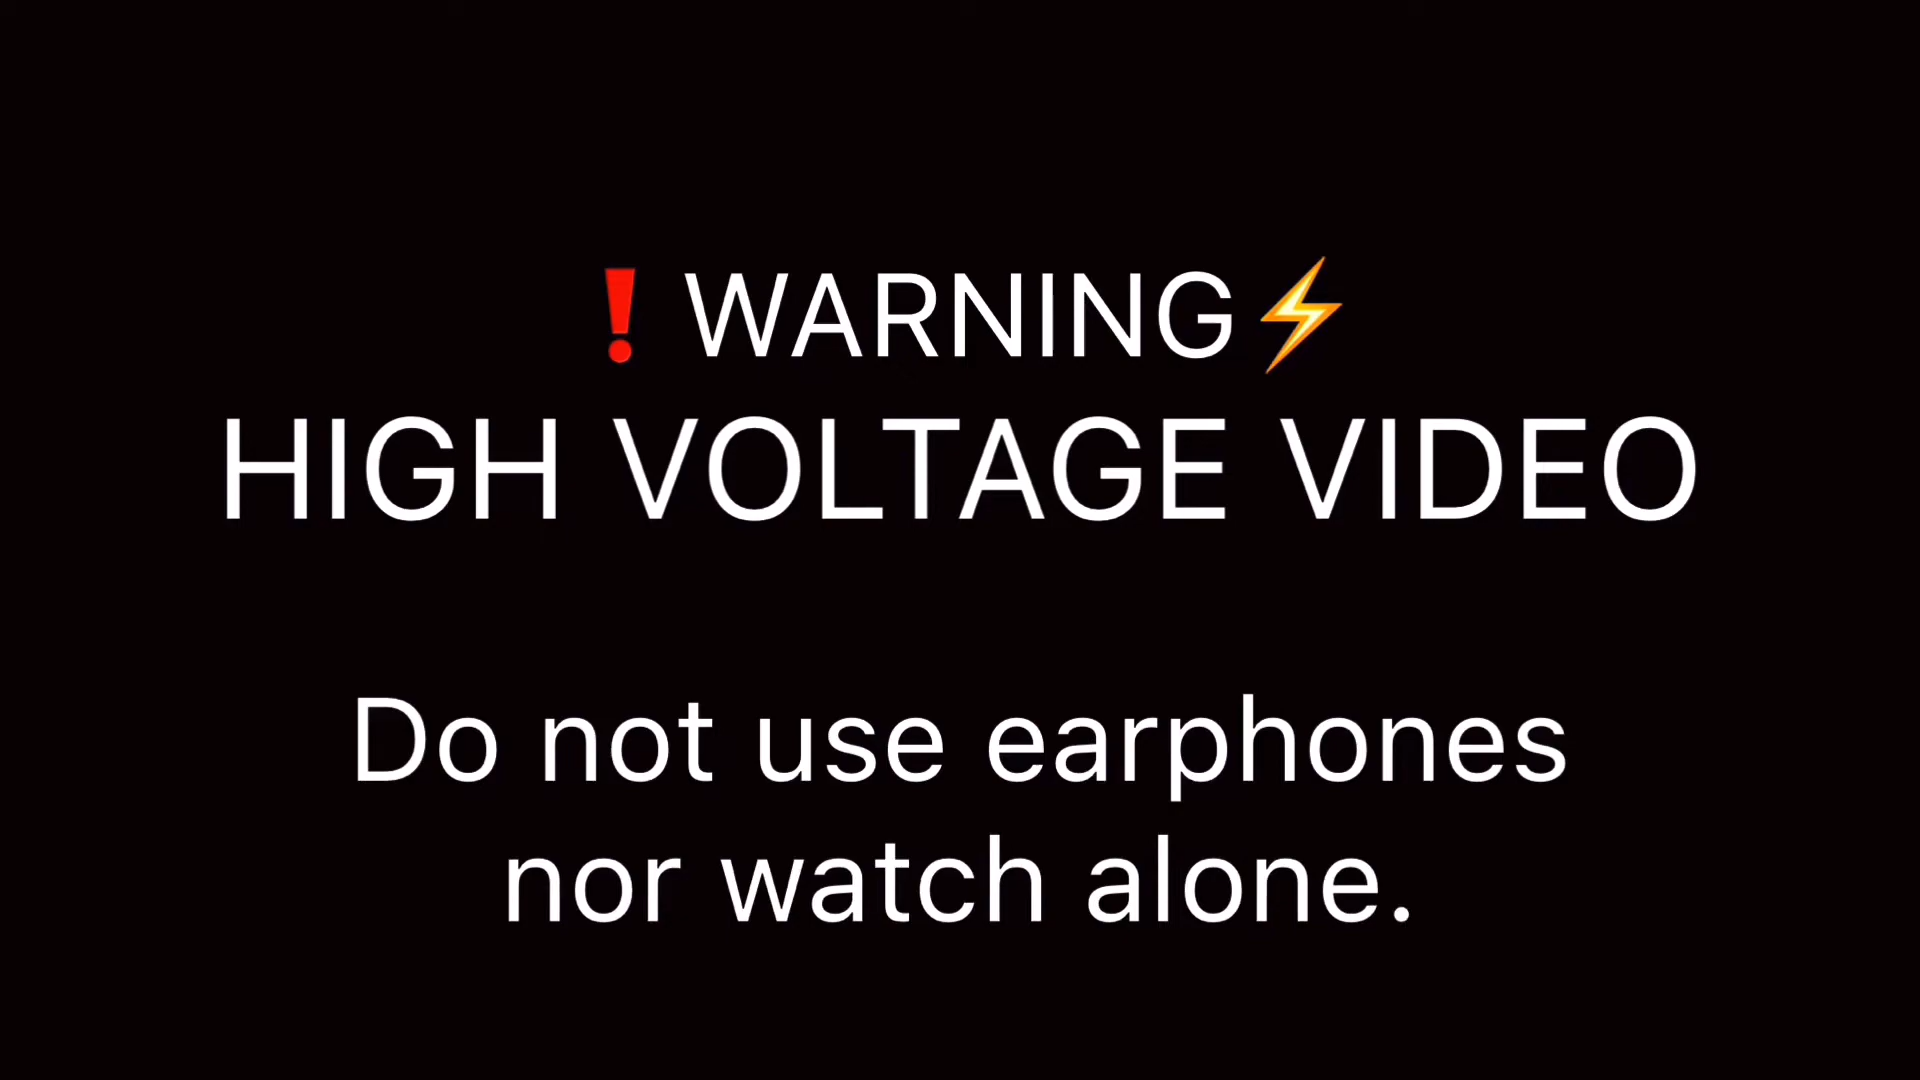 ❗WARNING⚡
HIGH VOLTAGE VIDEO
Do not use earphones
nor watch alone.